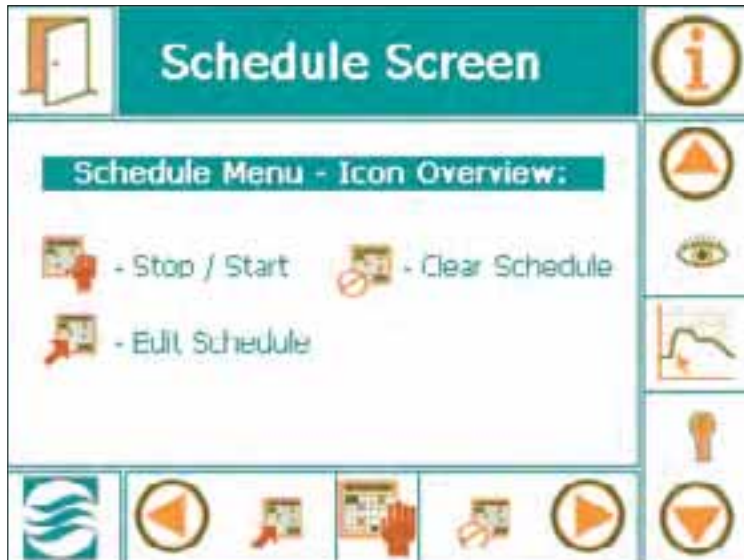 Schedule Screen
Schedule Menu - Icon Overview:
- Stop / Start - Clear Schedule
- Edit Schedule